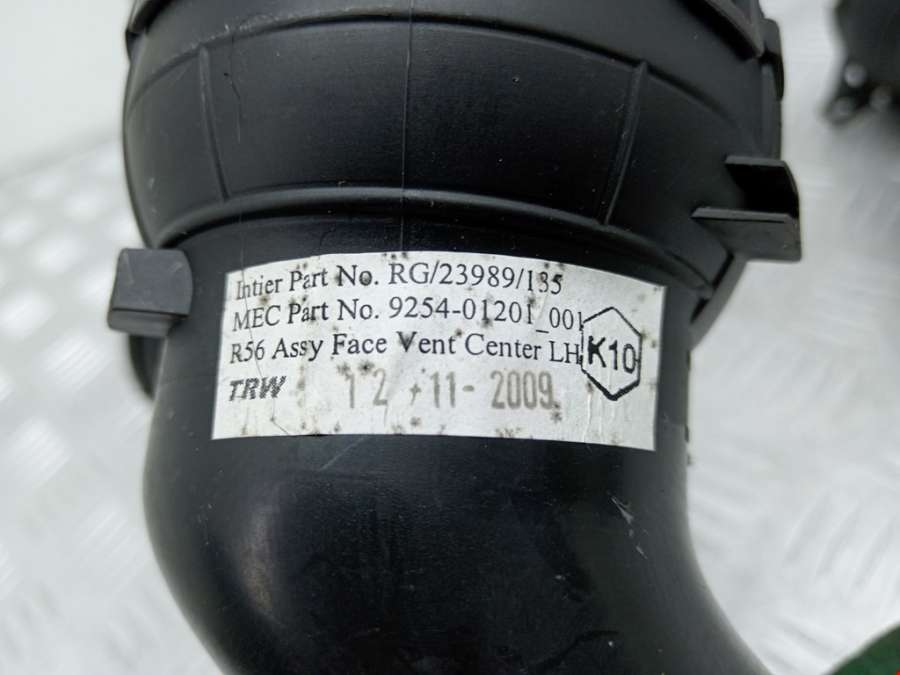 Intier Part No. RG/23989/135
MEC Part No. 9254-01201_001
R56 Assy Face Vent Center LH
K10
TRW 12-11-2009